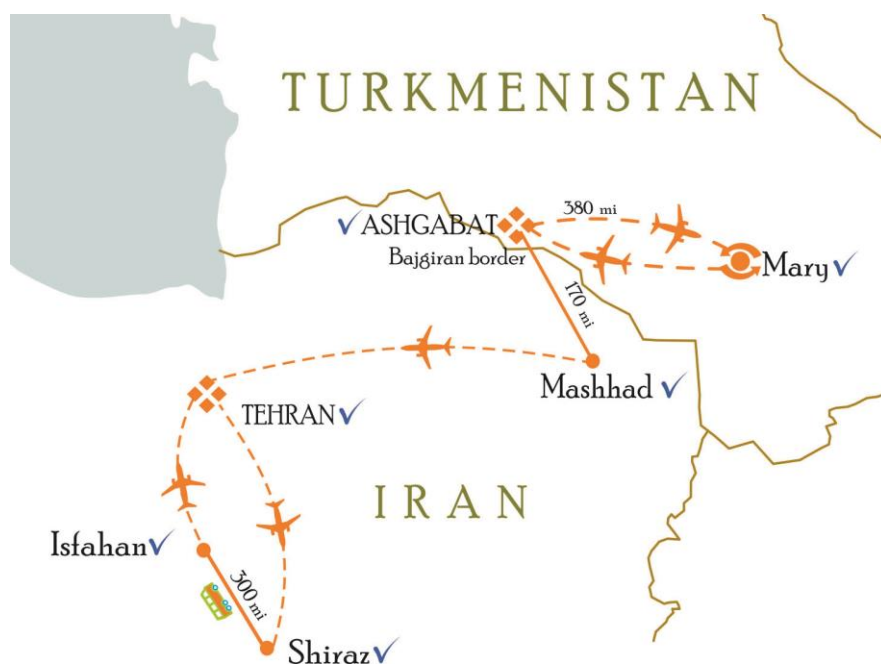 TURKMENISTAN
380 mi
ASHGABAT
Bajgiran border
Mary
170 mi
Mashhad
TEHRAN
IRAN
Isfahan
300 mi
Shiraz